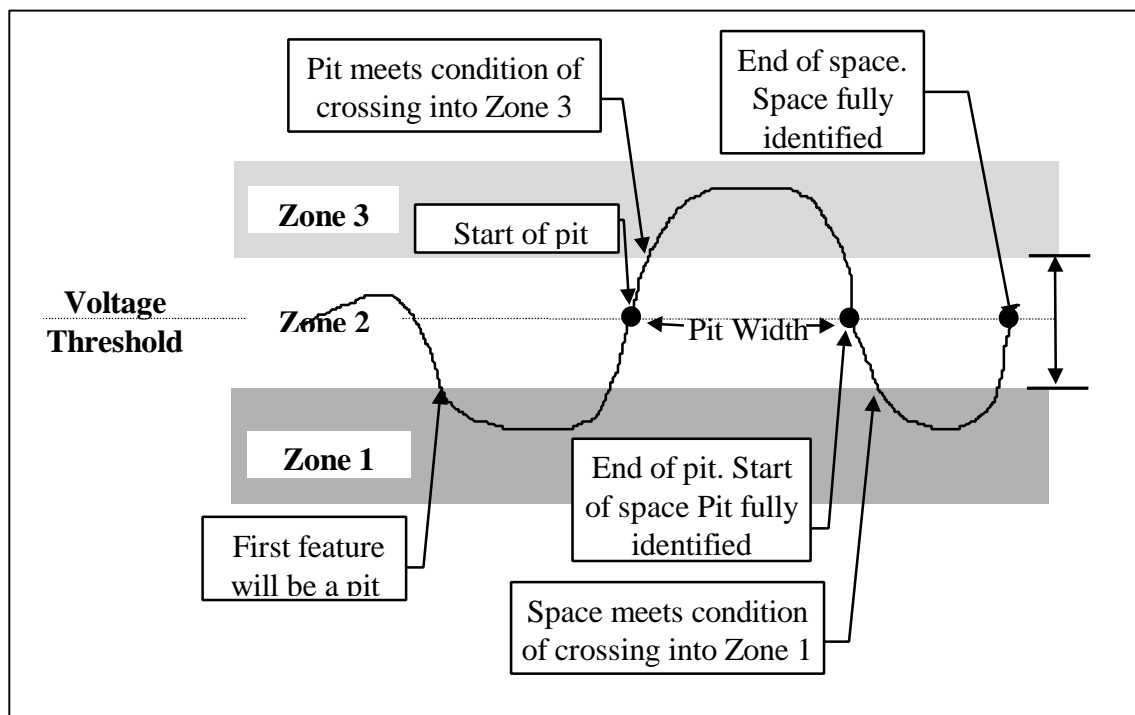 Pit meets condition of
crossing into Zone 3
End of space.
Space fully
identified
Zone 3
Start of pit
Voltage
Threshold
Zone 2
Pit Width
Zone 1
End of pit. Start
of space Pit fully
identified
First feature
will be a pit
Space meets condition
of crossing into Zone 1